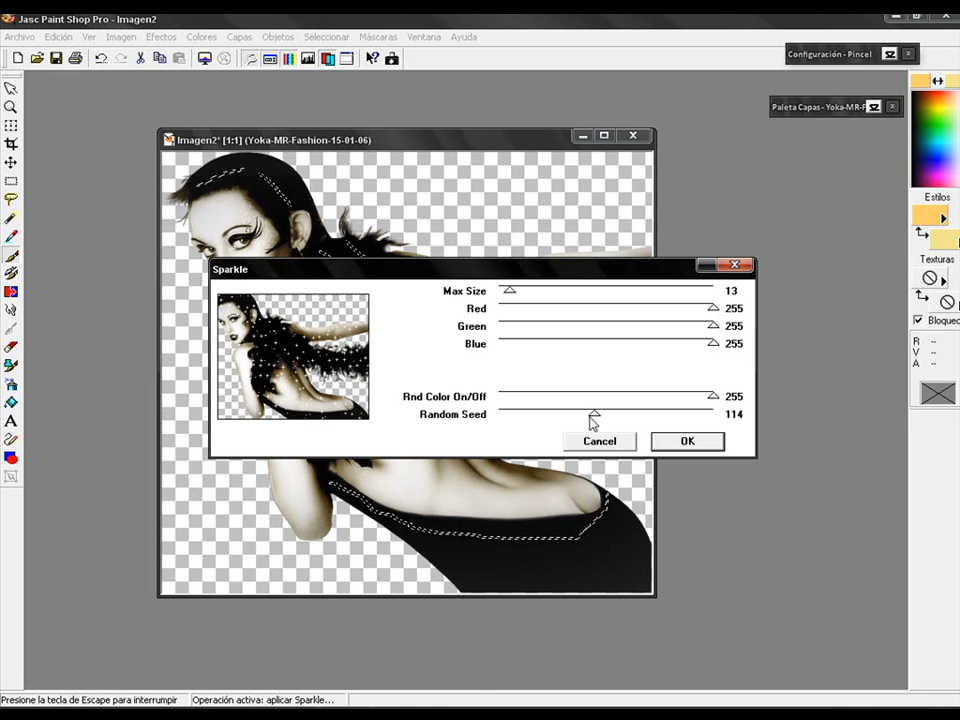 Jasc Paint Shop Pro - Imagen2
Archivo Edición Ver Imagen Efectos Colores Capas Objetos Seleccionar Máscaras Ventana Ayuda
Configuración - Pincel
Paleta Capas - Yoka-MR-F
Imagen2* [1:1] (Yoka-MR-Fashion-15-01-06)
Estilos
Texturas
Bloqueo
R --
V --
A --
Sparkle
Max Size 13
Red 255
Green 255
Blue 255
Rnd Color On/Off 255
Random Seed 114
Cancel OK
Presione la tecla de Escape para interrumpir Operación activa: aplicar Sparkle...